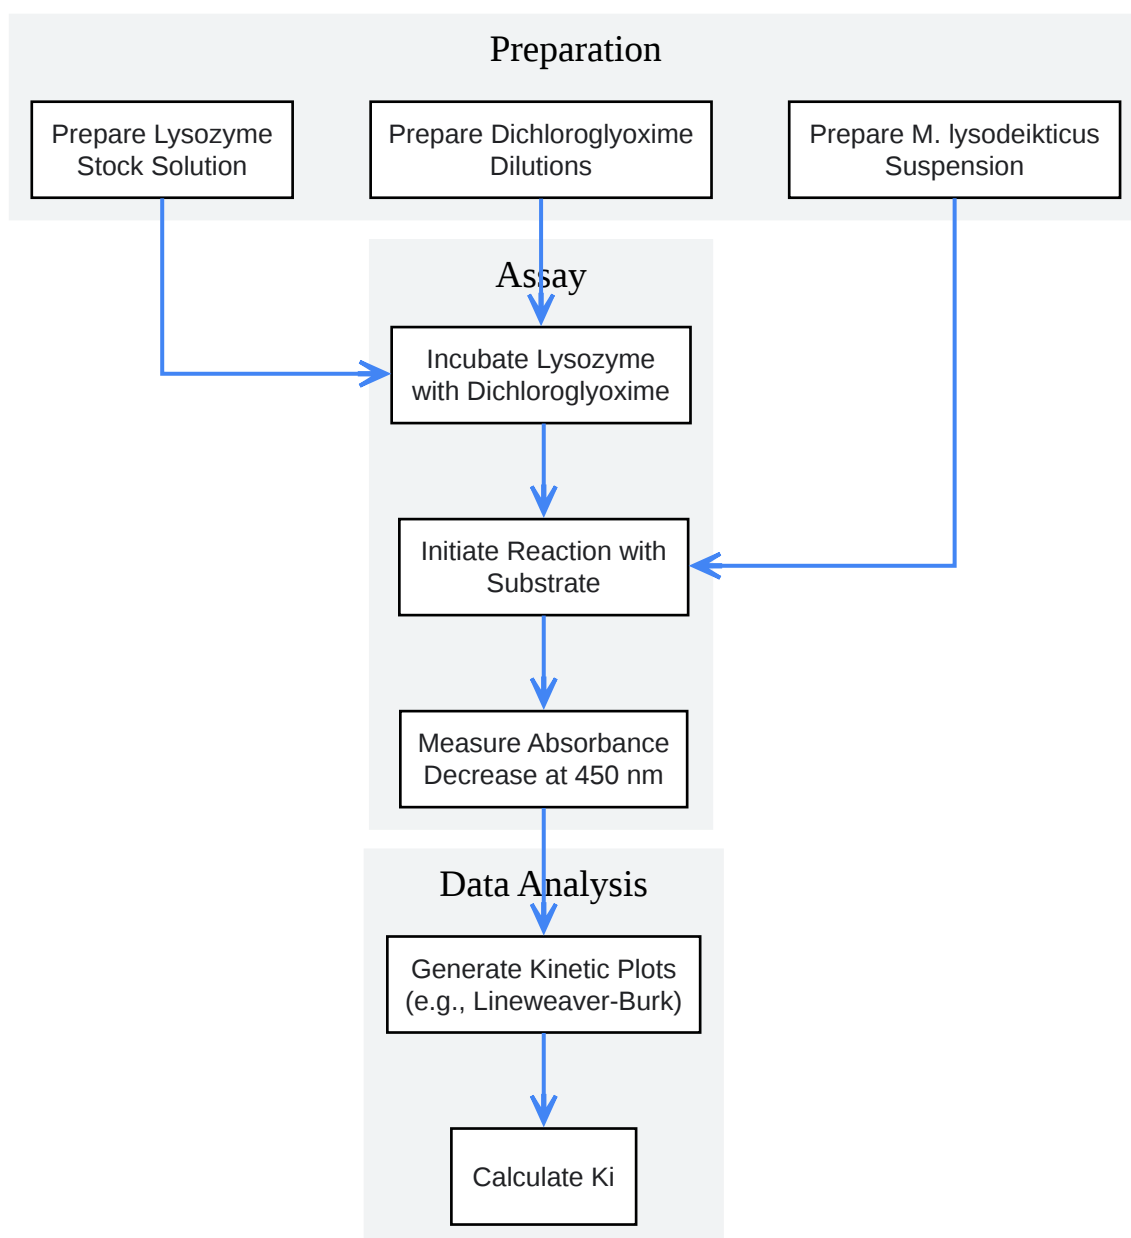 Preparation
Prepare Lysozyme
Stock Solution
Prepare Dichloroglyoxime
Dilutions
Prepare M. lysodeikticus
Suspension
Assay
Incubate Lysozyme
with Dichloroglyoxime
Initiate Reaction with
Substrate
Measure Absorbance
Decrease at 450 nm
Data Analysis
Generate Kinetic Plots
(e.g., Lineweaver-Burk)
Calculate Ki